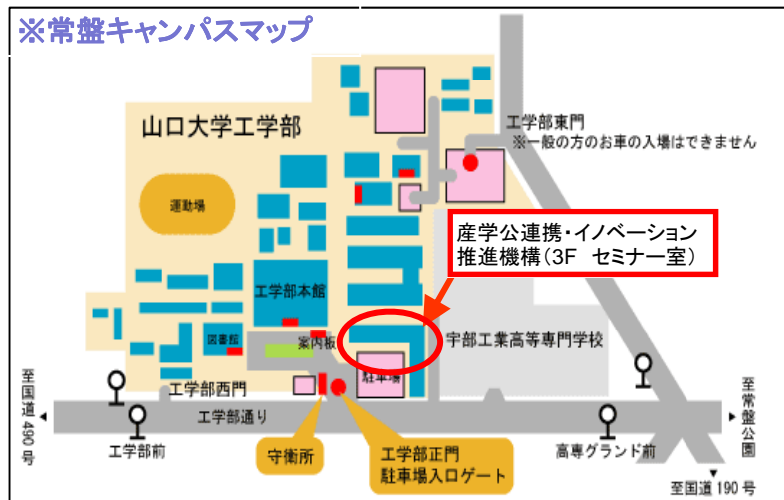 ※常盤キャンパスマップ
山口大学工学部
工学部東門
※一般の方のお車の入場はできません
運動場
産学公連携・イノベーション
推進機構(3F　セミナー室)
工学部本館
図書館
案内板
宇部工業高等専門学校
駐車場
至国道490号
工学部西門
工学部通り
工学部前
守衛所
工学部正門
駐車場入口ゲート
高専グランド前
至常盤公園
至国道190号